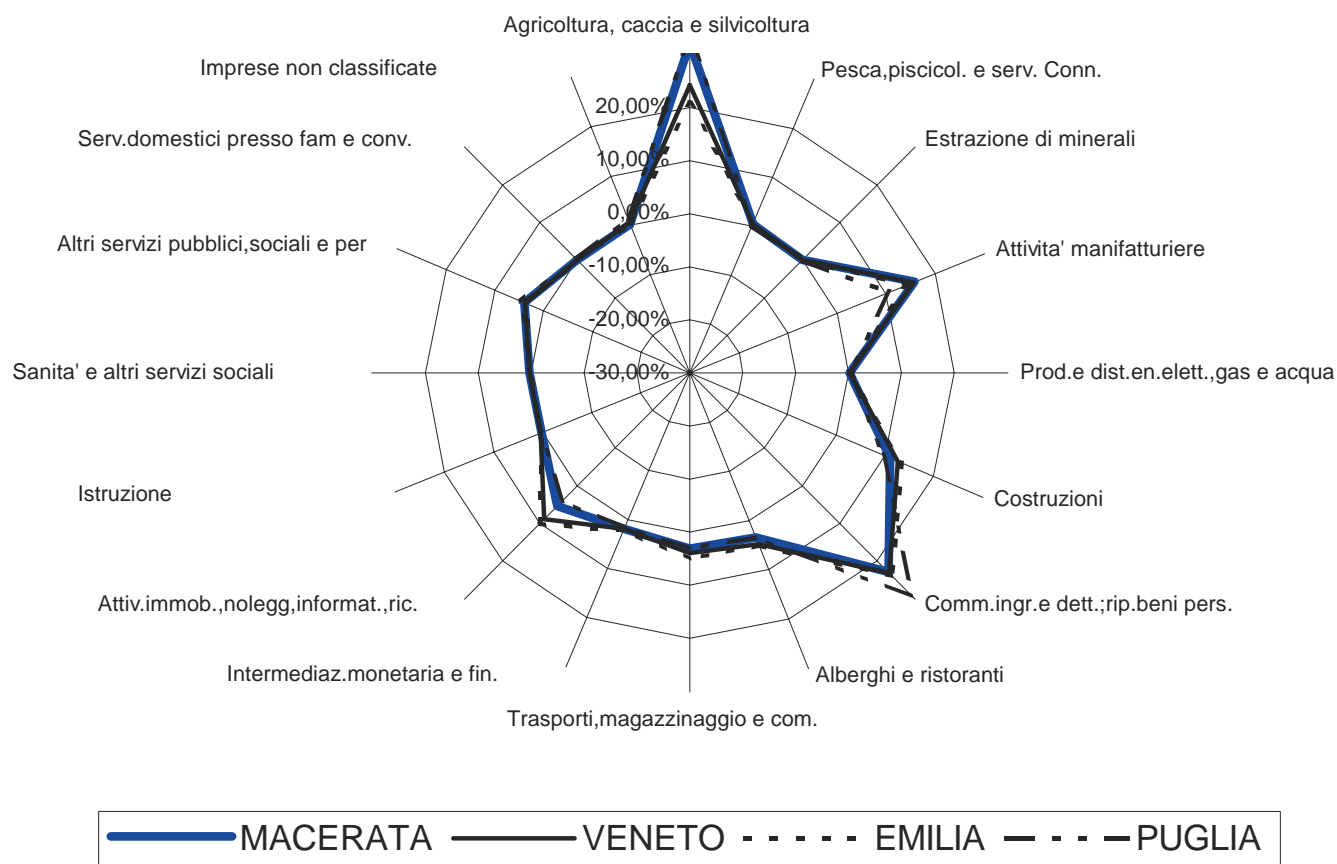 Agricoltura, caccia e silvicoltura
Imprese non classificate
Pesca,piscicol. e serv. Conn.
20,00%
Serv.domestici presso fam e conv.
Estrazione di minerali
10,00%
0,00%
Altri servizi pubblici,sociali e per
Attivita' manifatturiere
-10,00%
-20,00%
Sanita' e altri servizi sociali
-30,00%
Prod.e dist.en.elett.,gas e acqua
Istruzione
Costruzioni
Attiv.immob.,nolegg,informat.,ric.
Comm.ingr.e dett.;rip.beni pers.
Intermediaz.monetaria e fin.
Alberghi e ristoranti
Trasporti,magazzinaggio e com.
MACERATA VENETO EMILIA PUGLIA